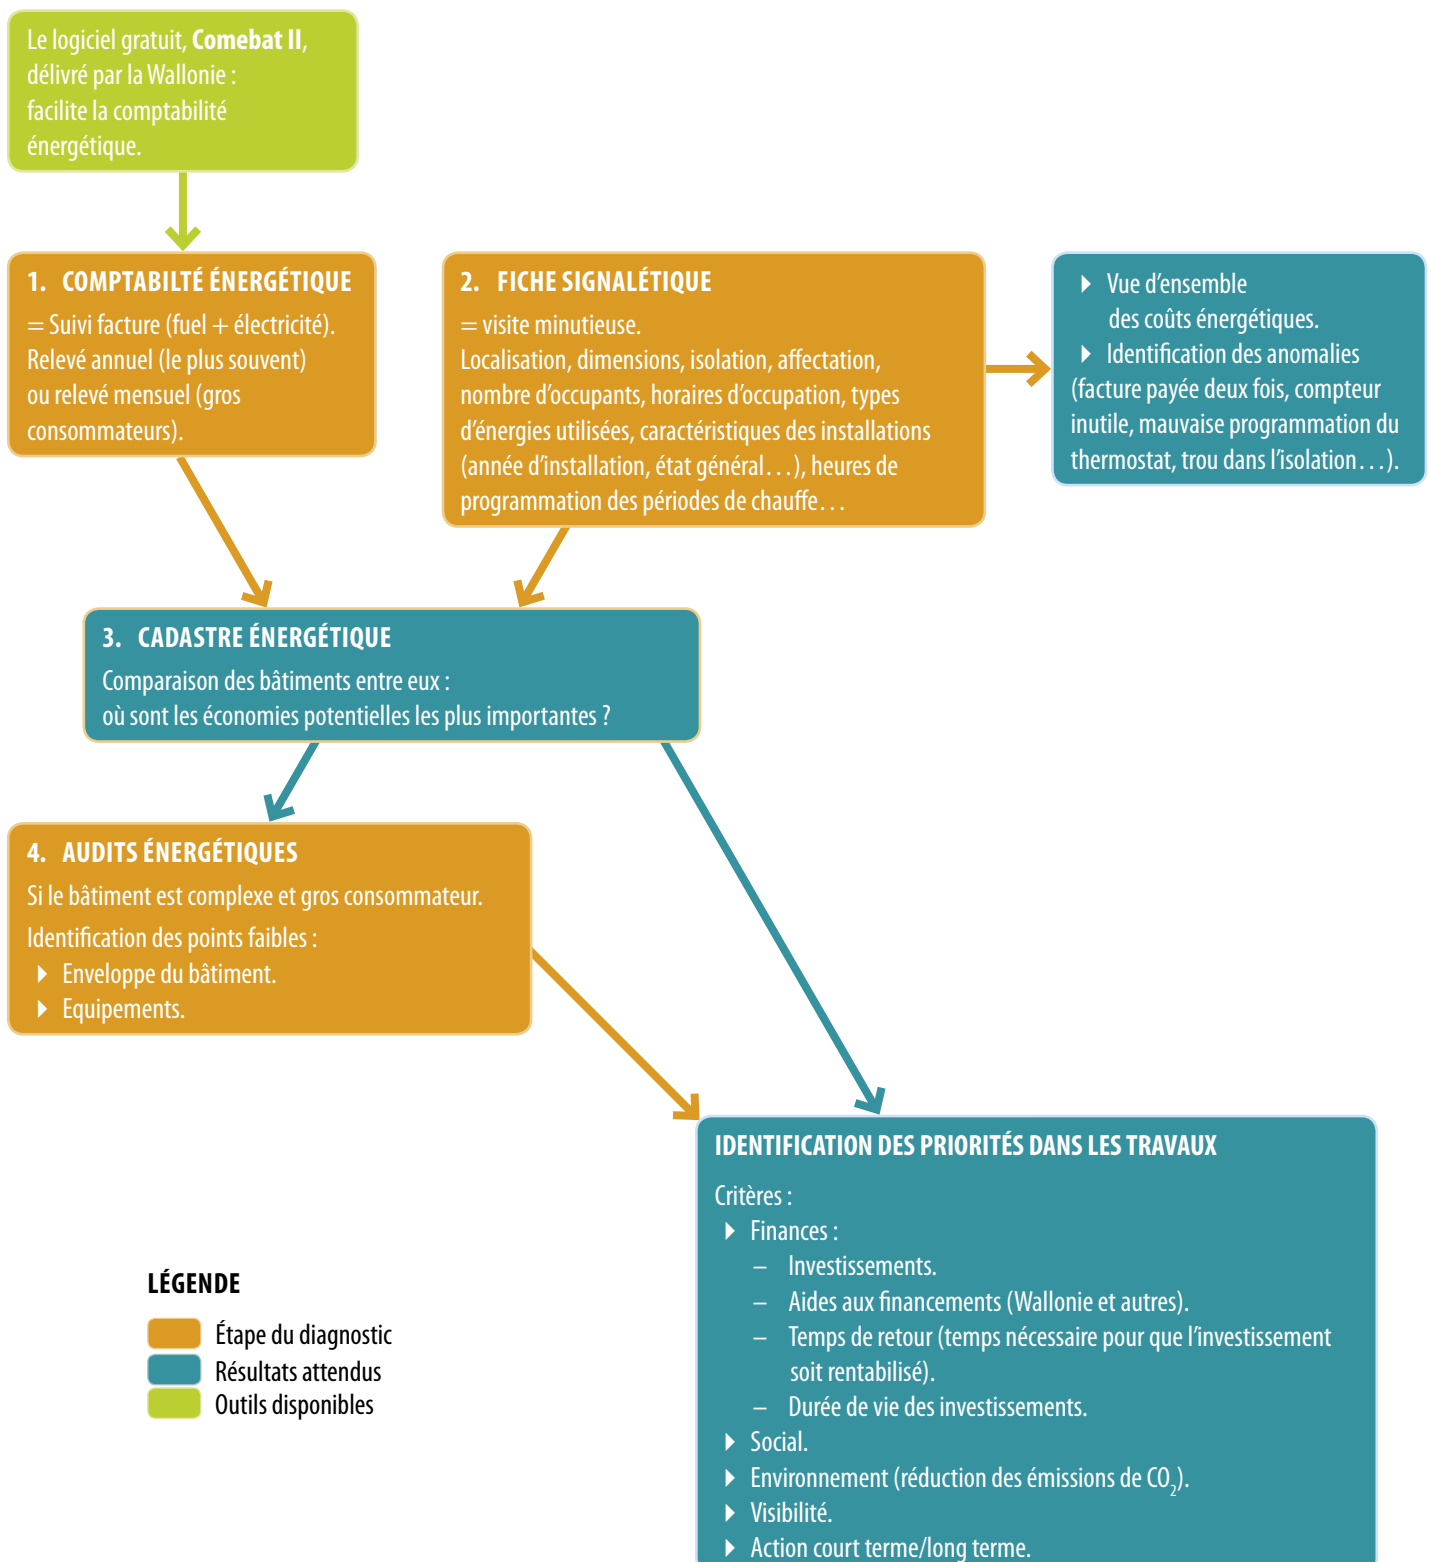 Le logiciel gratuit, Comebat II,
délivré par la Wallonie :
facilite la comptabilité
énergétique.
1. COMPTABILTÉ ÉNERGÉTIQUE
= Suivi facture (fuel + électricité).
Relevé annuel (le plus souvent)
ou relevé mensuel (gros
consommateurs).
2. FICHE SIGNALÉTIQUE
= visite minutieuse.
Localisation, dimensions, isolation, affectation,
nombre d’occupants, horaires d’occupation, types
d’énergies utilisées, caractéristiques des installations
(année d’installation, état général…), heures de
programmation des périodes de chauffe…
Vue d’ensemble
des coûts énergétiques.
Identification des anomalies
(facture payée deux fois, compteur
inutile, mauvaise programmation du
thermostat, trou dans l’isolation…).
3. CADASTRE ÉNERGÉTIQUE
Comparaison des bâtiments entre eux :
où sont les économies potentielles les plus importantes ?
4. AUDITS ÉNERGÉTIQUES
Si le bâtiment est complexe et gros consommateur.
Identification des points faibles :
Enveloppe du bâtiment.
Equipements.
IDENTIFICATION DES PRIORITÉS DANS LES TRAVAUX
Critères :
Finances :
– Investissements.
– Aides aux financements (Wallonie et autres).
– Temps de retour (temps nécessaire pour que l’investissement
soit rentabilisé).
– Durée de vie des investissements.
Social.
Environnement (réduction des émissions de CO₂).
Visibilité.
Action court terme/long terme.
LÉGENDE
Étape du diagnostic
Résultats attendus
Outils disponibles